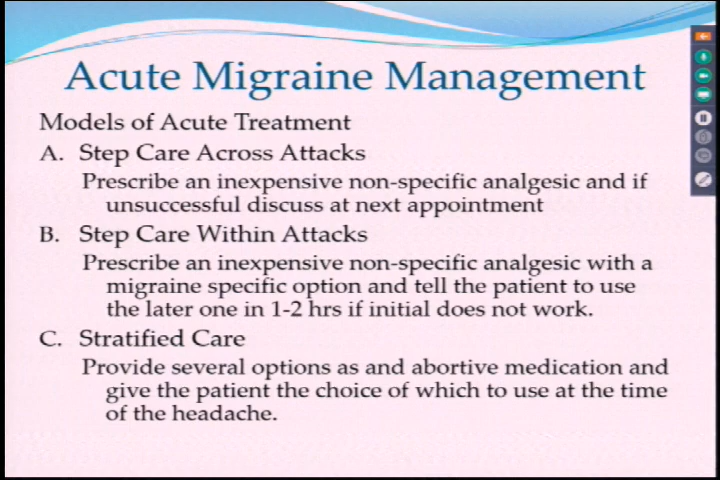 Acute Migraine Management
Models of Acute Treatment
A. Step Care Across Attacks
Prescribe an inexpensive non-specific analgesic and if
unsuccessful discuss at next appointment
B. Step Care Within Attacks
Prescribe an inexpensive non-specific analgesic with a
migraine specific option and tell the patient to use
the later one in 1-2 hrs if initial does not work.
C. Stratified Care
Provide several options as and abortive medication and
give the patient the choice of which to use at the time
of the headache.